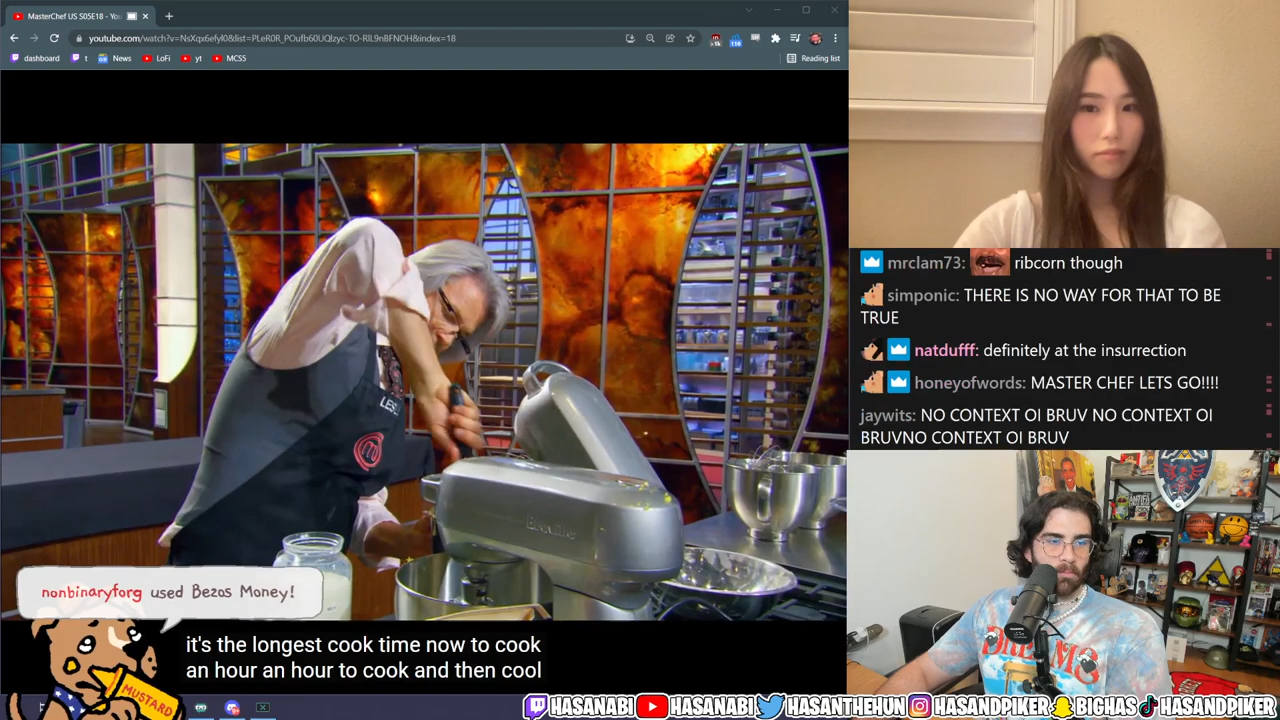 MasterChef US S05E18 - You
youtube.com/watch?v=NsXqx6efyI0&list=PLeR0R_POufb60UQlzyc-TO-RlL9nBFNOH&index=18
dashboard t News LoFi yt MCSS Reading list
mrclam73: ribcorn though
simponic: THERE IS NO WAY FOR THAT TO BE
TRUE
natdufff: definitely at the insurrection
honeyofwords: MASTER CHEF LETS GO!!!!
jaywits: NO CONTEXT OI BRUV NO CONTEXT OI
BRUVNO CONTEXT OI BRUV
LESL
Breville
nonbinaryforg used Bezos Money!
it's the longest cook time now to cook
an hour an hour to cook and then cool
MUSTARD
HASANABI HASANABI HASANTHEHUN HASANDPIKER BIGHAS HASANDPIKER